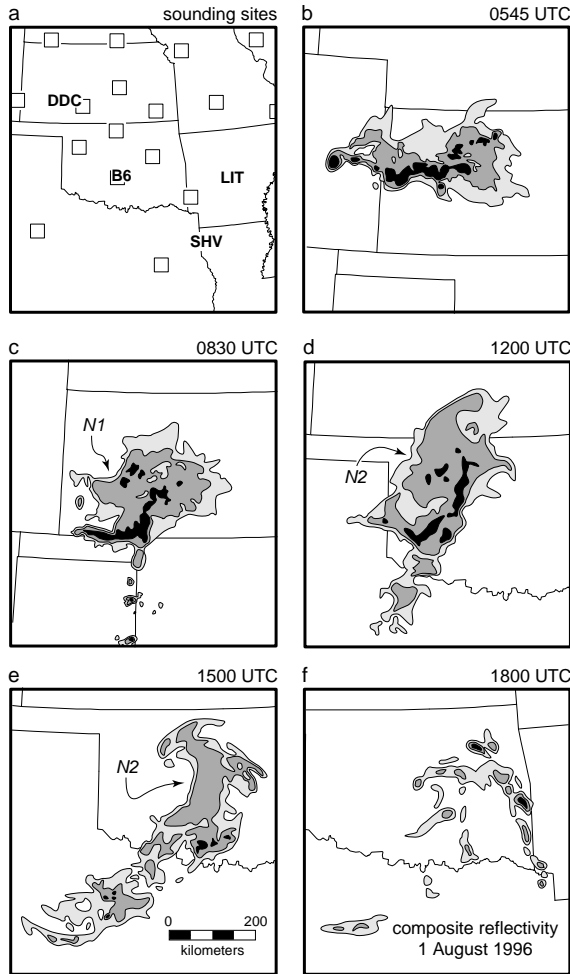 a sounding sites
DDC
B6
LIT
SHV
b 0545 UTC
c 0830 UTC
N1
d 1200 UTC
N2
e 1500 UTC
N2
0 200
kilometers
f 1800 UTC
composite reflectivity
1 August 1996